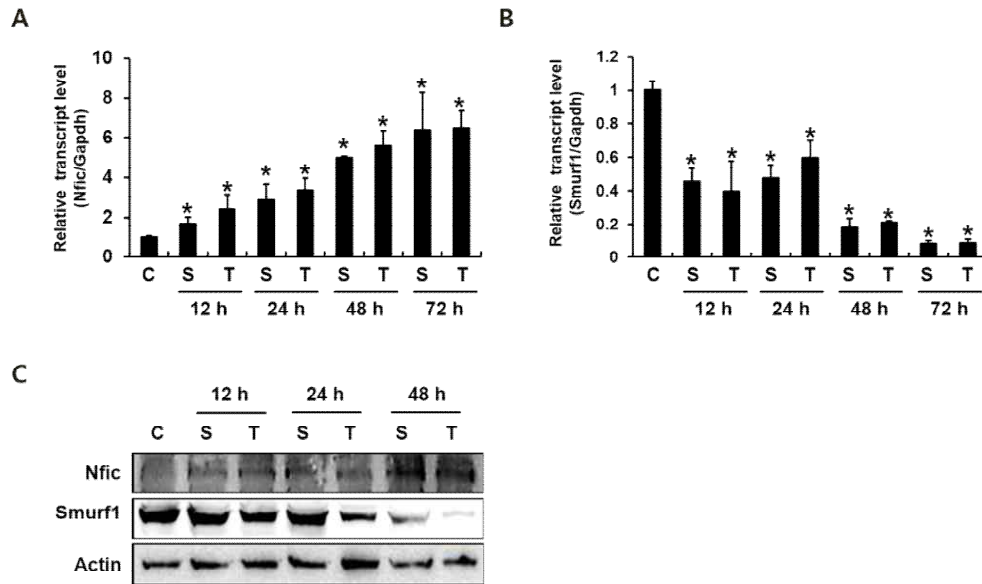 A
Relative transcript level
(Nfic/Gapdh)
10
8
6
4
2
0
* * * * * * * *
C S T S T S T S T
12 h 24 h 48 h 72 h
B
Relative transcript level
(Smurf1/Gapdh)
1.2
1
0.8
0.6
0.4
0.2
0
* * * * * * * *
C S T S T S T S T
12 h 24 h 48 h 72 h
C
12 h 24 h 48 h
C S T S T S T
Nfic
Smurf1
Actin